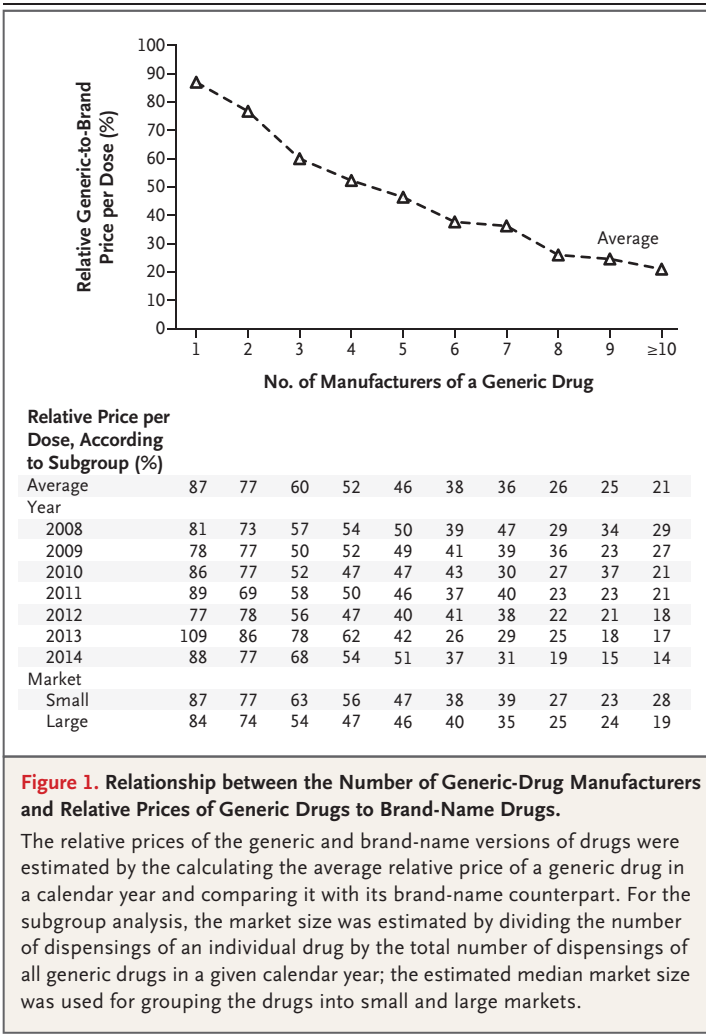 100
90
80
70
60
50
40
30
20
10
0
Relative Generic-to-Brand
Price per Dose (%)
Average
1 2 3 4 5 6 7 8 9 ≥10
No. of Manufacturers of a Generic Drug
Relative Price per
Dose, According
to Subgroup (%)
Average 87 77 60 52 46 38 36 26 25 21
Year
2008 81 73 57 54 50 39 47 29 34 29
2009 78 77 50 52 49 41 39 36 23 27
2010 86 77 52 47 47 43 30 27 37 21
2011 89 69 58 50 46 37 40 23 23 21
2012 77 78 56 47 40 41 38 22 21 18
2013 109 86 78 62 42 26 29 25 18 17
2014 88 77 68 54 51 37 31 19 15 14
Market
Small 87 77 63 56 47 38 39 27 23 28
Large 84 74 54 47 46 40 35 25 24 19
Figure 1. Relationship between the Number of Generic-Drug Manufacturers
and Relative Prices of Generic Drugs to Brand-Name Drugs.
The relative prices of the generic and brand-name versions of drugs were
estimated by the calculating the average relative price of a generic drug in
a calendar year and comparing it with its brand-name counterpart. For the
subgroup analysis, the market size was estimated by dividing the number
of dispensings of an individual drug by the total number of dispensings of
all generic drugs in a given calendar year; the estimated median market size
was used for grouping the drugs into small and large markets.